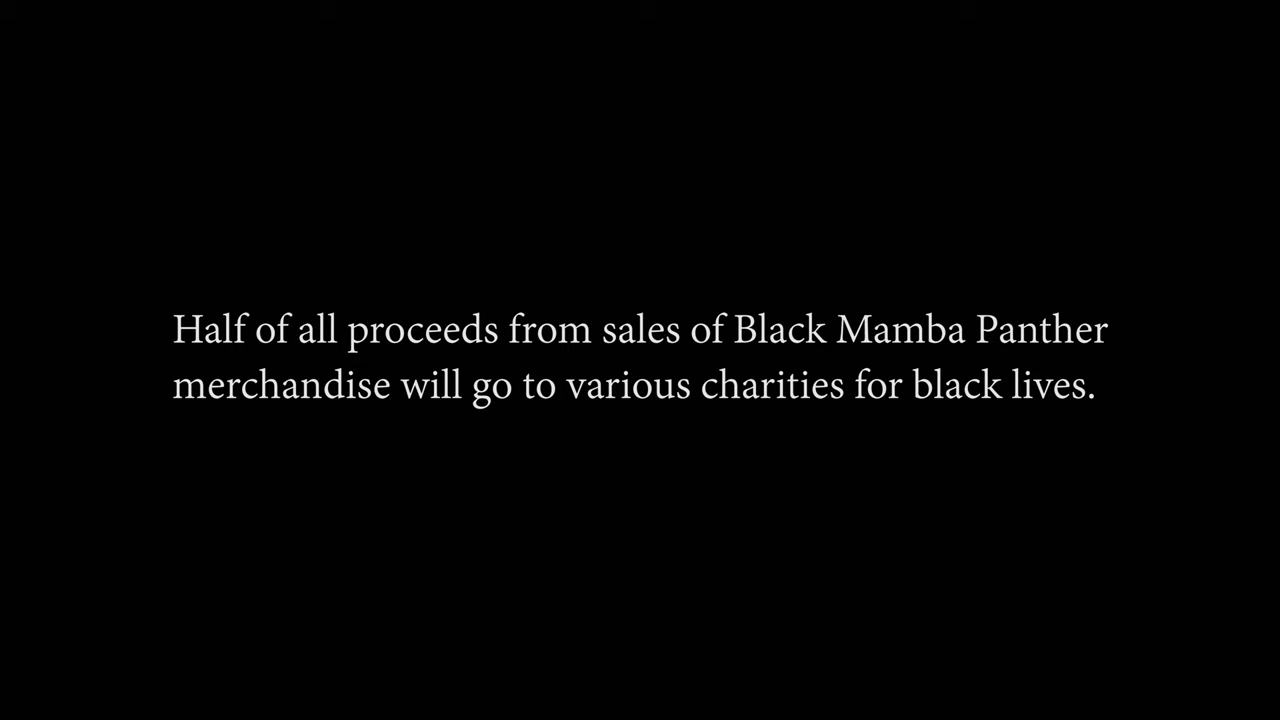 Half of all proceeds from sales of Black Mamba Panther
merchandise will go to various charities for black lives.